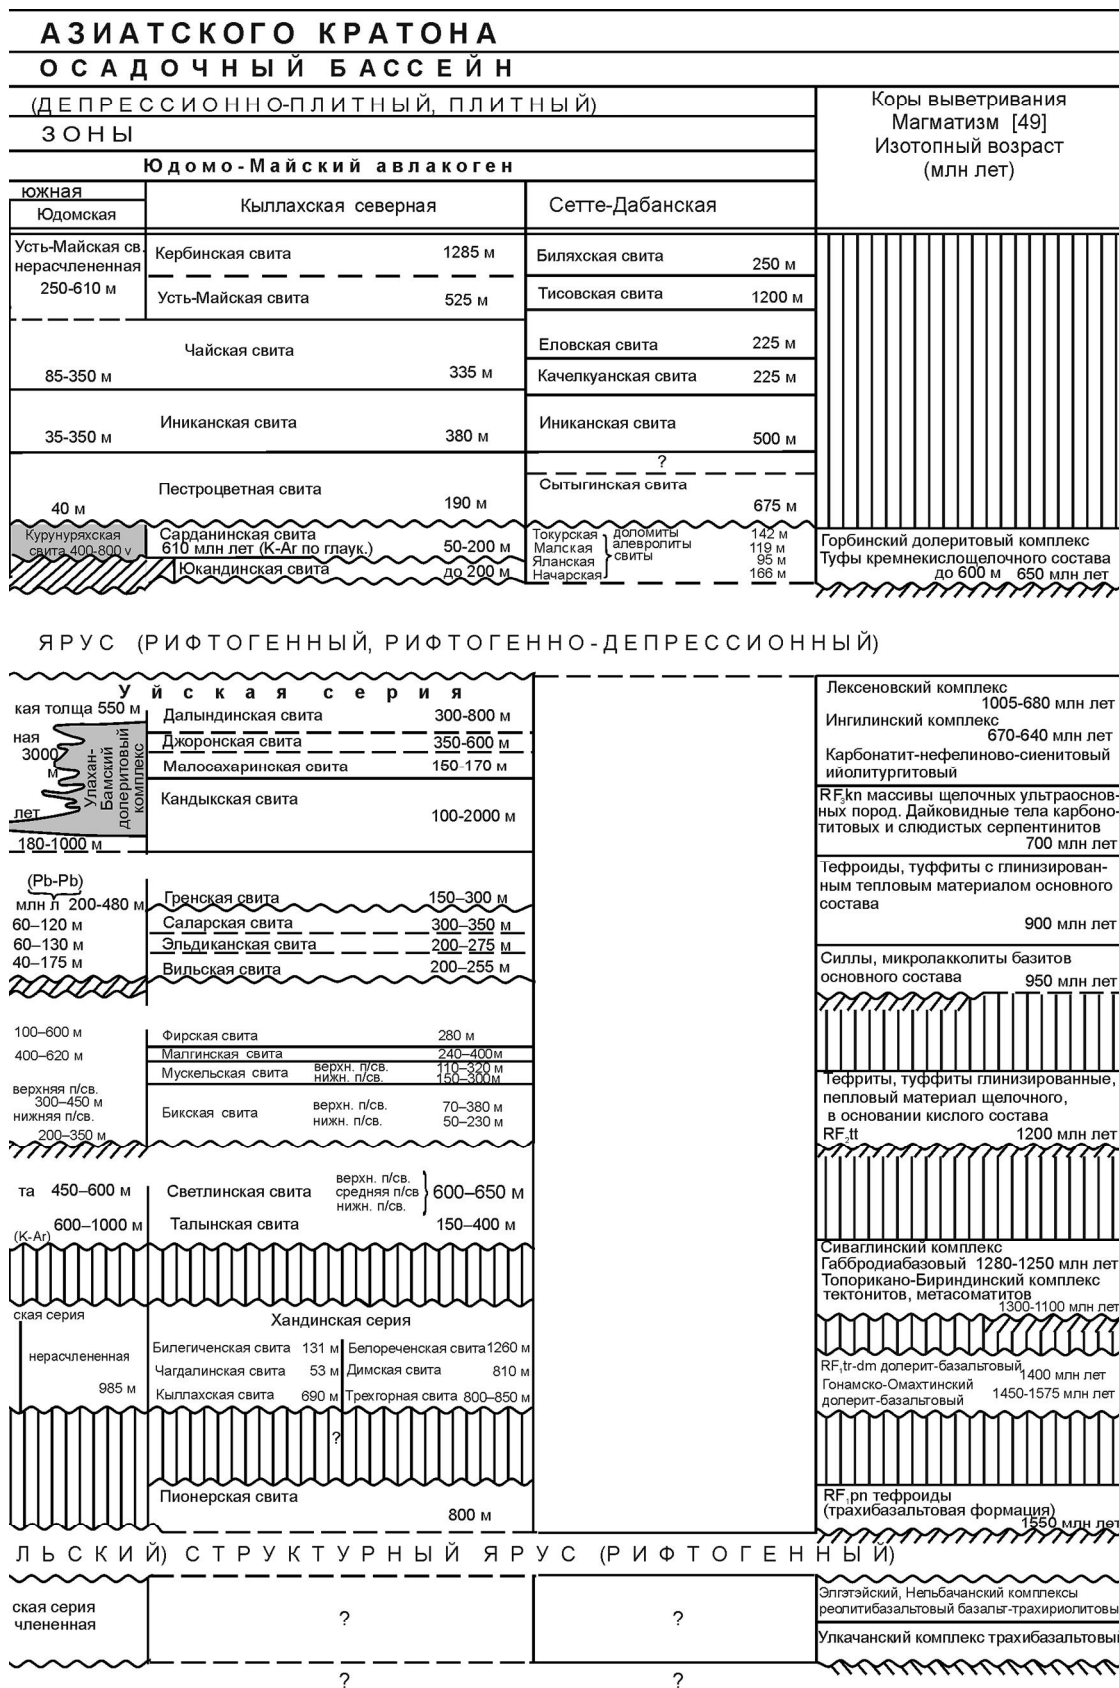 АЗИАТСКОГО КРАТОНА
ОСАДОЧНЫЙ БАССЕЙН
(ДЕПРЕССИОННО-ПЛИТНЫЙ, ПЛИТНЫЙ)
ЗОНЫ
Юдомо-Майский авлакоген
Коры выветривания
Магматизм [49]
Изотопный возраст
(млн лет)
южная
Юдомская
Кыллахская северная
Сетте-Дабанская
Усть-Майская св.
нерасчлененная
250-610 м
Кербинская свита 1285 м
Усть-Майская свита 525 м
Биляхская свита 250 м
Тисовская свита 1200 м
Чайская свита
85-350 м 335 м
Еловская свита 225 м
Качелкуанская свита 225 м
Иниканская свита
35-350 м 380 м
Иниканская свита 500 м
?
Пестроцветная свита
40 м 190 м
Сытыгинская свита
675 м
Курунуряхская
свита 400-800 v
Сарданинская свита
610 млн лет (K-Ar по глаук.) 50-200 м
Юкандинская свита до 200 м
Токурская 142 м
Малская 119 м
Яланская 95 м
Начарская 166 м
доломиты
алевролиты
свиты
Горбинский долеритовый комплекс
Туфы кремнекислощелочного состава
до 600 м 650 млн лет
ЯРУС (РИФТОГЕННЫЙ, РИФТОГЕННО-ДЕПРЕССИОННЫЙ)
Уйская серия
кая толща 550 м
ная
3000
м
лет
180-1000 м
Улахан-
Бамский
долеритовый
комплекс
Далындинская свита 300-800 м
Джоронская свита 350-600 м
Малосахаринская свита 150-170 м
Кандыкская свита
100-2000 м
Лексеновский комплекс
1005-680 млн лет
Ингилинский комплекс
670-640 млн лет
Карбонатит-нефелиново-сиенитовый
ийолитургитовый
RF₃kn массивы щелочных ультраоснов-
ных пород. Дайковидные тела карбоно-
титовых и слюдистых серпентинитов
700 млн лет
(Pb-Pb)
млн л 200-480 м
60–120 м
60–130 м
40–175 м
Гренская свита 150–300 м
Саларская свита 300–350 м
Эльдиканская свита 200–275 м
Вильская свита 200–255 м
Тефроиды, туффиты с глинизирован-
ным тепловым материалом основного
состава
900 млн лет
Силлы, микролакколиты базитов
основного состава 950 млн лет
100–600 м
400–620 м
верхняя п/св.
300–450 м
нижняя п/св.
200–350 м
Фирская свита 280 м
Малгинская свита 240–400м
Мускельская свита верхн. п/св. 110–320 м
нижн. п/св. 150–300м
Бикская свита верхн. п/св. 70–380 м
нижн. п/св. 50–230 м
Тефриты, туффиты глинизированные,
пепловый материал щелочного,
в основании кислого состава
RF₂tt 1200 млн лет
та 450–600 м
600–1000 м
(K-Ar)
Светлинская свита верхн. п/св.
средняя п/св
нижн. п/св. 600–650 м
Талынская свита 150–400 м
Сиваглинский комплекс
Габбродиабазовый 1280-1250 млн лет
Топорикано-Бириндинский комплекс
тектонитов, метасоматитов
1300-1100 млн лет
ская серия
нерасчлененная
985 м
Хандинская серия
Билегиченская свита 131 м Белореченская свита1260 м
Чагдалинская свита 53 м Димская свита 810 м
Кыллахская свита 690 м Трехгорная свита 800–850 м
RF₁tr-dm долерит-базальтовый
1400 млн лет
Гонамско-Омахтинский 1450-1575 млн лет
долерит-базальтовый
?
Пионерская свита
800 м
RF₁pn тефроиды
(трахибазальтовая формация)
1550 млн лет
ЛЬСКИЙ) СТРУКТУРНЫЙ ЯРУС (РИФТОГЕННЫЙ)
ская серия
члененная
?
?
Элгэтэйский, Нельбачанский комплексы
реолитибазальтовый базальт-трахириолитовы
Улкачанский комплекс трахибазальтовый
?
?